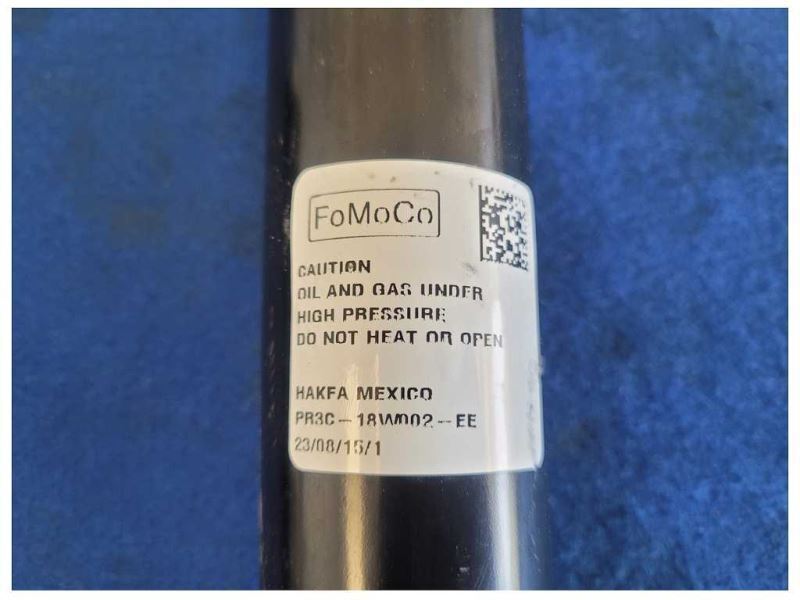 FoMoCo
CAUTION
OIL AND GAS UNDER
HIGH PRESSURE
DO NOT HEAT OR OPEN
HAKFA MEXICO
PR3C-18W002-EE
23/08/15/1